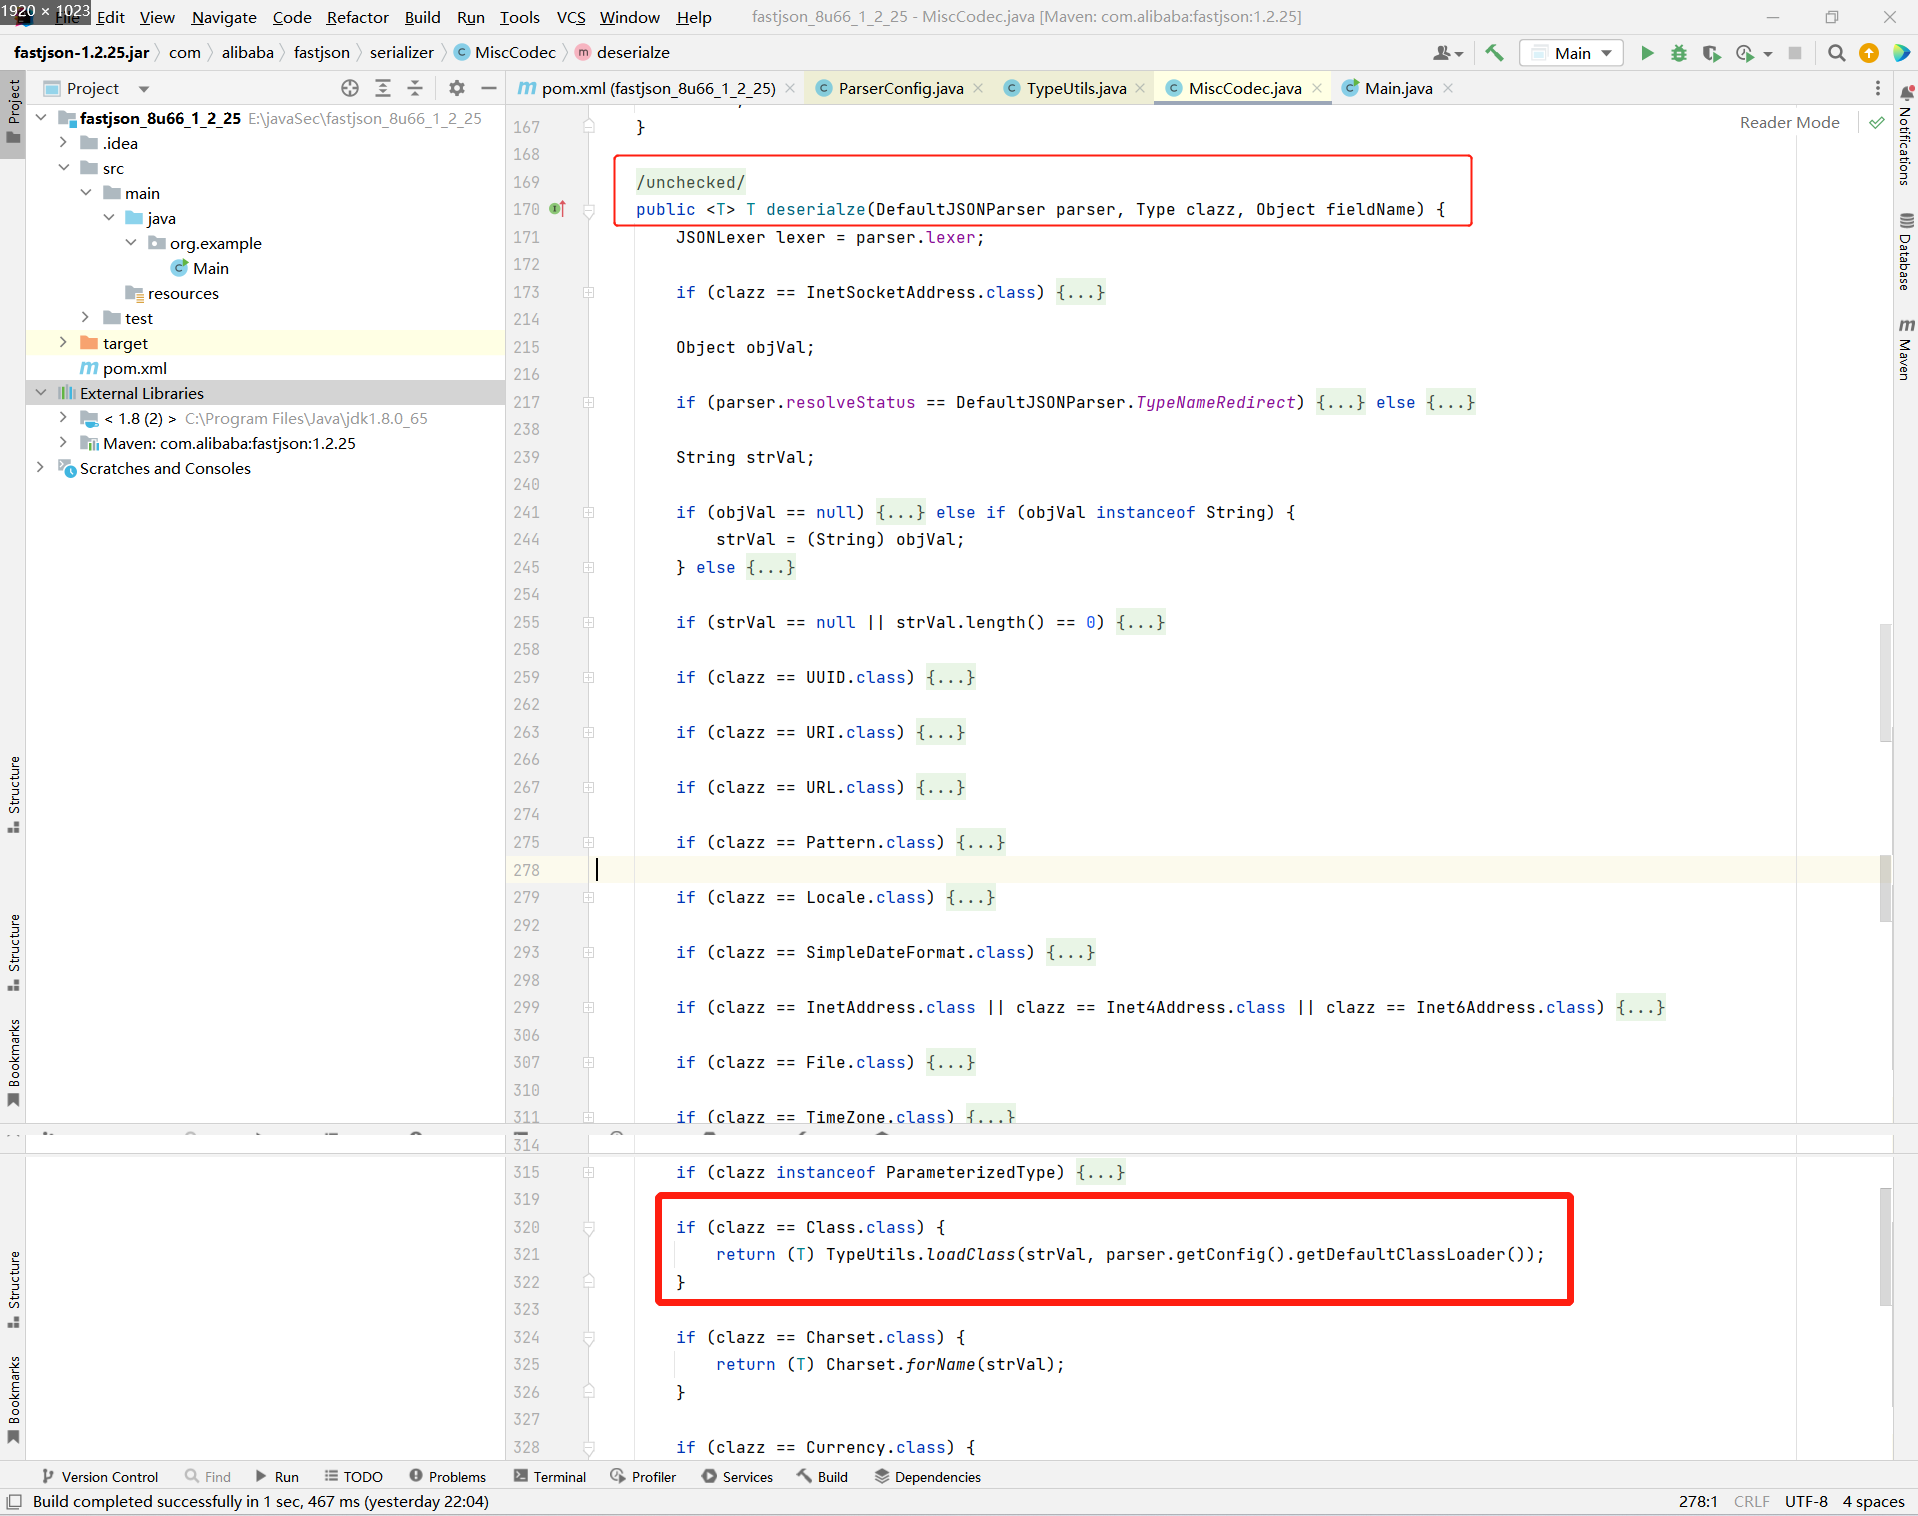 1920 × 1023
File Edit View Navigate Code Refactor Build Run Tools VCS Window Help fastjson_8u66_1_2_25 - MiscCodec.java [Maven: com.alibaba:fastjson:1.2.25]
fastjson-1.2.25.jar com alibaba fastjson serializer MiscCodec deserialze Main
Project
pom.xml (fastjson_8u66_1_2_25) ParserConfig.java TypeUtils.java MiscCodec.java Main.java
Project
Structure
Structure
Bookmarks
Structure
Bookmarks
fastjson_8u66_1_2_25 E:\javaSec\fastjson_8u66_1_2_25
.idea
src
main
java
org.example
Main
resources
test
target
pom.xml
External Libraries
< 1.8 (2) > C:\Program Files\Java\jdk1.8.0_65
Maven: com.alibaba:fastjson:1.2.25
Scratches and Consoles
Reader Mode
167 }
168
169 /unchecked/
170 public <T> T deserialze(DefaultJSONParser parser, Type clazz, Object fieldName) {
171 JSONLexer lexer = parser.lexer;
172
173 if (clazz == InetSocketAddress.class) {...}
214
215 Object objVal;
216
217 if (parser.resolveStatus == DefaultJSONParser.TypeNameRedirect) {...} else {...}
238
239 String strVal;
240
241 if (objVal == null) {...} else if (objVal instanceof String) {
244 strVal = (String) objVal;
245 } else {...}
254
255 if (strVal == null || strVal.length() == 0) {...}
258
259 if (clazz == UUID.class) {...}
262
263 if (clazz == URI.class) {...}
266
267 if (clazz == URL.class) {...}
274
275 if (clazz == Pattern.class) {...}
278
279 if (clazz == Locale.class) {...}
292
293 if (clazz == SimpleDateFormat.class) {...}
298
299 if (clazz == InetAddress.class || clazz == Inet4Address.class || clazz == Inet6Address.class) {...}
306
307 if (clazz == File.class) {...}
310
311 if (clazz == TimeZone.class) {...}
314
315 if (clazz instanceof ParameterizedType) {...}
319
320 if (clazz == Class.class) {
321 return (T) TypeUtils.loadClass(strVal, parser.getConfig().getDefaultClassLoader());
322 }
323
324 if (clazz == Charset.class) {
325 return (T) Charset.forName(strVal);
326 }
327
328 if (clazz == Currency.class) {
Notifications
Database
Maven
Version Control Find Run TODO Problems Terminal Profiler Services Build Dependencies
Build completed successfully in 1 sec, 467 ms (yesterday 22:04) 278:1 CRLF UTF-8 4 spaces